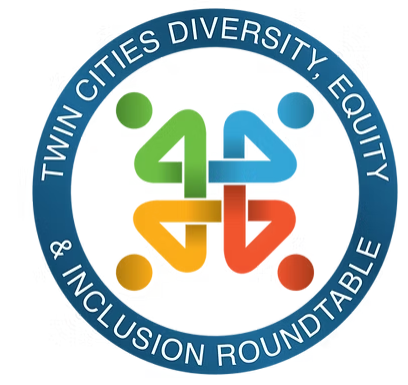 TWIN CITIES DIVERSITY, EQUITY
& INCLUSION ROUNDTABLE